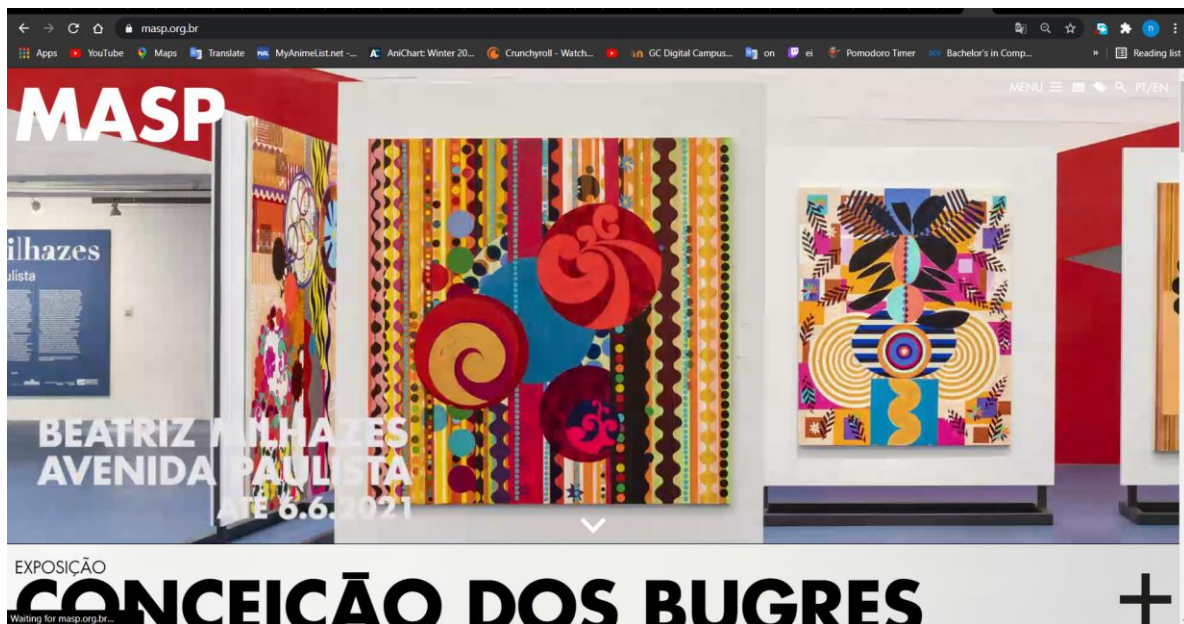 masp.org.br
Apps YouTube Maps Translate MyAnimeList.net -... AniChart: Winter 20... Crunchyroll - Watch... GC Digital Campus... on ei Pomodoro Timer Bachelor's in Comp... » Reading list
MASP
MENU PT/EN
ilhazes
ulista
BEATRIZ MILHAZES
AVENIDA PAULISTA
ATÉ 6.6.2021
EXPOSIÇÃO
CONCEIÇÃO DOS BUGRES
Waiting for masp.org.br...